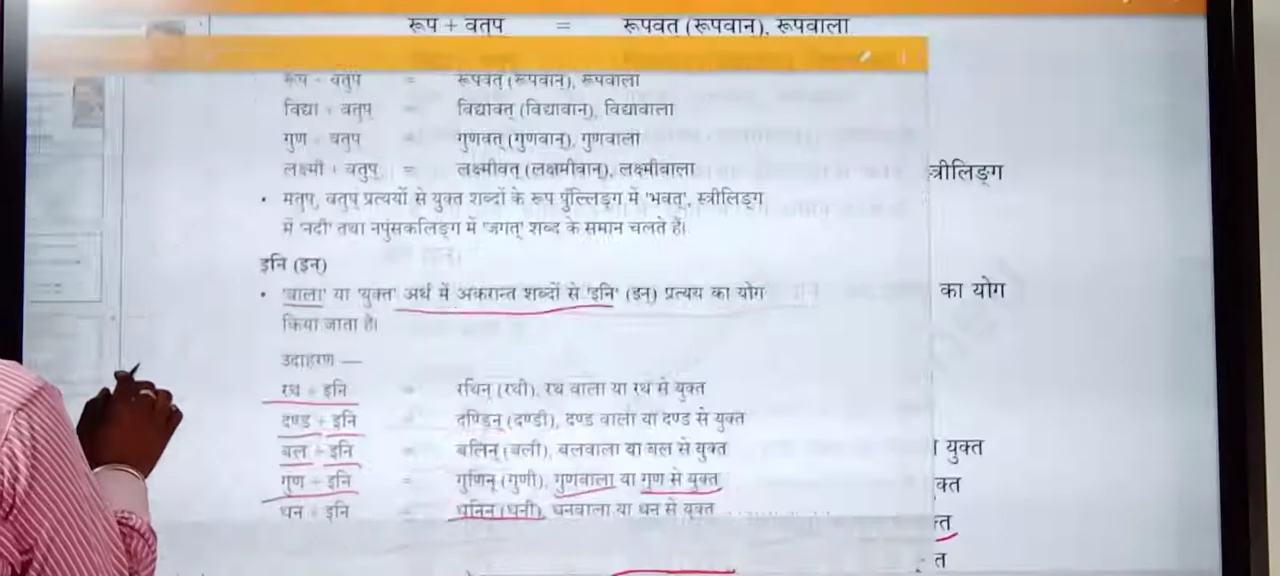 रूप + वतुप् = रूपवत् (रूपवान्), रूपवाला
रूप + वतुप् = रूपवत् (रूपवान्), रूपवाला
विद्या + वतुप् = विद्यावत् (विद्यावान्), विद्यावाला
गुण + वतुप् = गुणवत् (गुणवान्), गुणवाला
लक्ष्मी + वतुप् = लक्ष्मीवत् (लक्षमीवान्), लक्ष्मीवाला
स्त्रीलिङ्ग
• मतुप्, वतुप् प्रत्ययों से युक्त शब्दों के रूप पुँल्लिङ्ग में 'भवत्', स्त्रीलिङ्ग
में 'नदी' तथा नपुंसकलिङ्ग में 'जगत्' शब्द के समान चलते हैं।
इनि (इन्)
• 'वाला' या 'युक्त' अर्थ में अकरान्त शब्दों से 'इनि' (इन्) प्रत्यय का योग
का योग
किया जाता है।
उदाहरण —
रथ + इनि = रथिन् (रथी), रथ वाला या रथ से युक्त
दण्ड + इनि = दण्डिन् (दण्डी), दण्ड वाला या दण्ड से युक्त
बल + इनि = बलिन् (बली), बलवाला या बल से युक्त
युक्त
गुण + इनि = गुणिन् (गुणी), गुणवाला या गुण से युक्त
क्त
धन + इनि = धनिन् (धनी), धनवाला या धन से युक्त
क्त
त